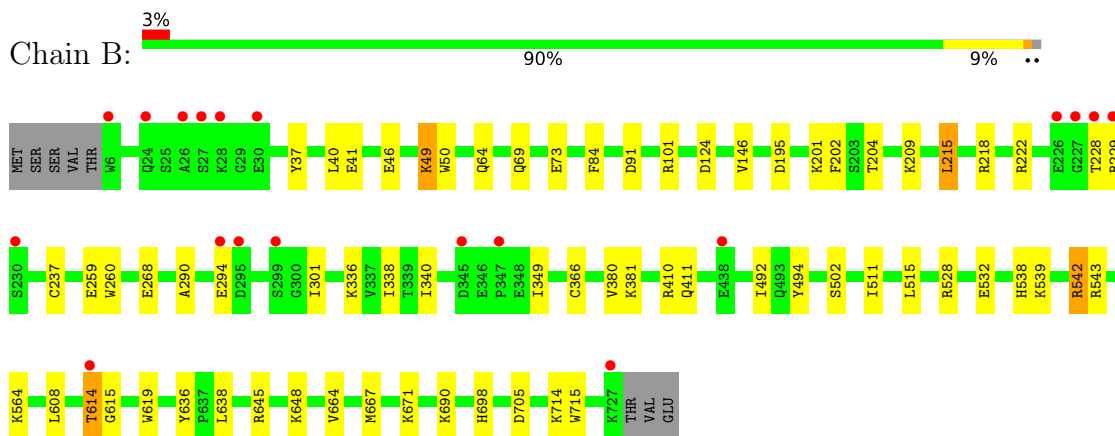 3%
Chain B:
90%
9%
••
MET SER SER VAL THR W6 Q24 S25 A26 S27 K28 G29 E30 Y37 L40 E41 E46 K49 W50 Q64 Q69 E73 F84 D91 R101 D124 V146 D195 K201 F202 S203 T204 K209 L215 R218 R222 E226 G227 T228 R229
S230 C237 E259 W260 E268 A290 E294 D295 S299 G300 I301 K336 V337 I338 T339 I340 D345 E346 P347 E348 I349 C366 V380 K381 R410 Q411 E438 I492 Q493 Y494 S502 I511 L515 R528 E532 H538 K539 R542 R543
K564 L608 T614 G615 W619 Y636 P637 L638 R645 K648 V664 M667 K671 K690 H698 D705 K714 W715 K727 THR VAL GLU